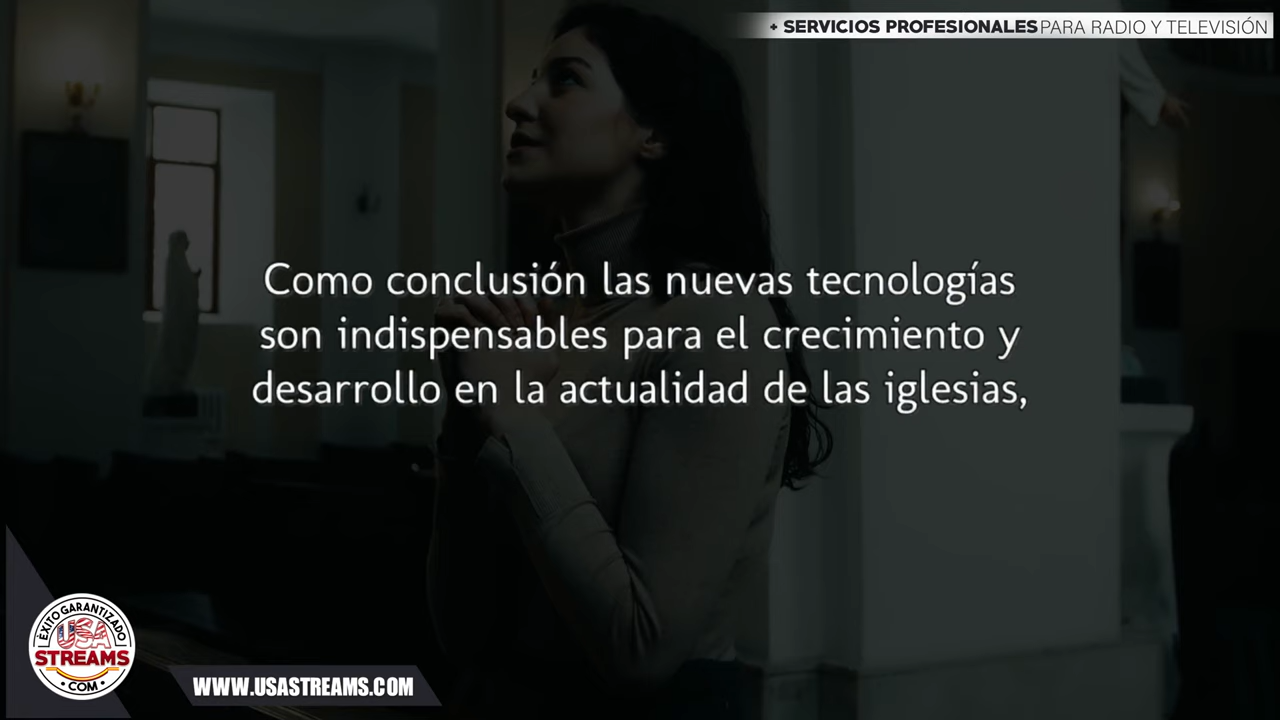 + SERVICIOS PROFESIONALES PARA RADIO Y TELEVISIÓN
Como conclusión las nuevas tecnologías
son indispensables para el crecimiento y
desarrollo en la actualidad de las iglesias,
ÉXITO GARANTIZADO
USA
STREAMS
• COM •
WWW.USASTREAMS.COM